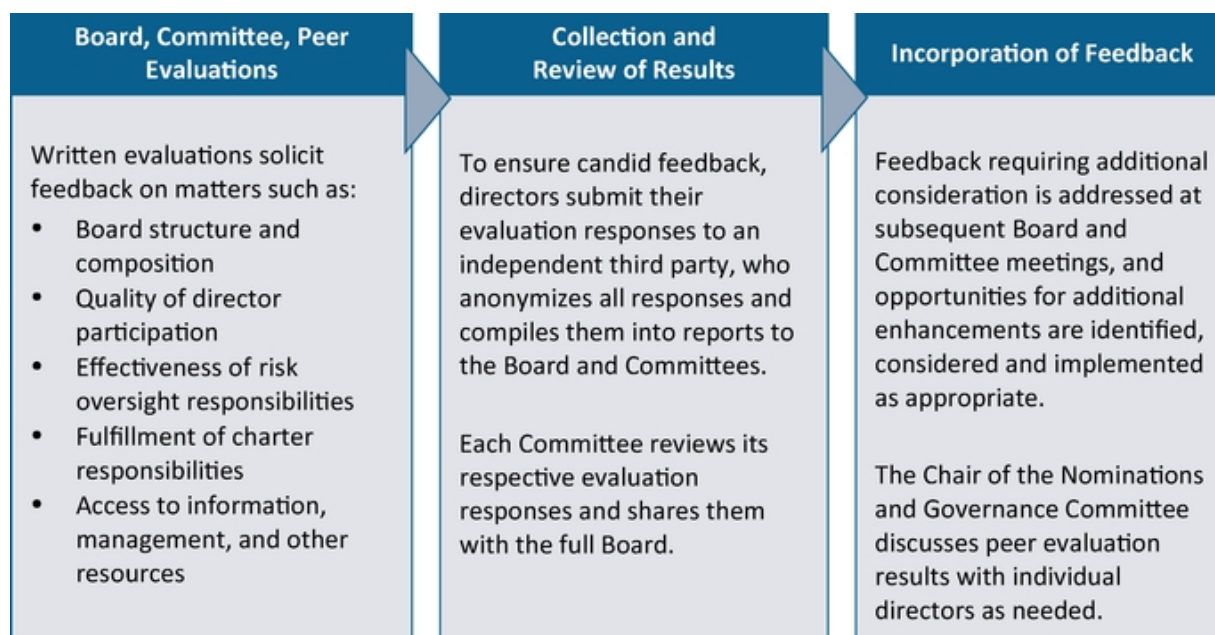 Board, Committee, Peer
Evaluations
Written evaluations solicit
feedback on matters such as:
• Board structure and
composition
• Quality of director
participation
• Effectiveness of risk
oversight responsibilities
• Fulfillment of charter
responsibilities
• Access to information,
management, and other
resources
Collection and
Review of Results
To ensure candid feedback,
directors submit their
evaluation responses to an
independent third party, who
anonymizes all responses and
compiles them into reports to
the Board and Committees.
Each Committee reviews its
respective evaluation
responses and shares them
with the full Board.
Incorporation of Feedback
Feedback requiring additional
consideration is addressed at
subsequent Board and
Committee meetings, and
opportunities for additional
enhancements are identified,
considered and implemented
as appropriate.
The Chair of the Nominations
and Governance Committee
discusses peer evaluation
results with individual
directors as needed.